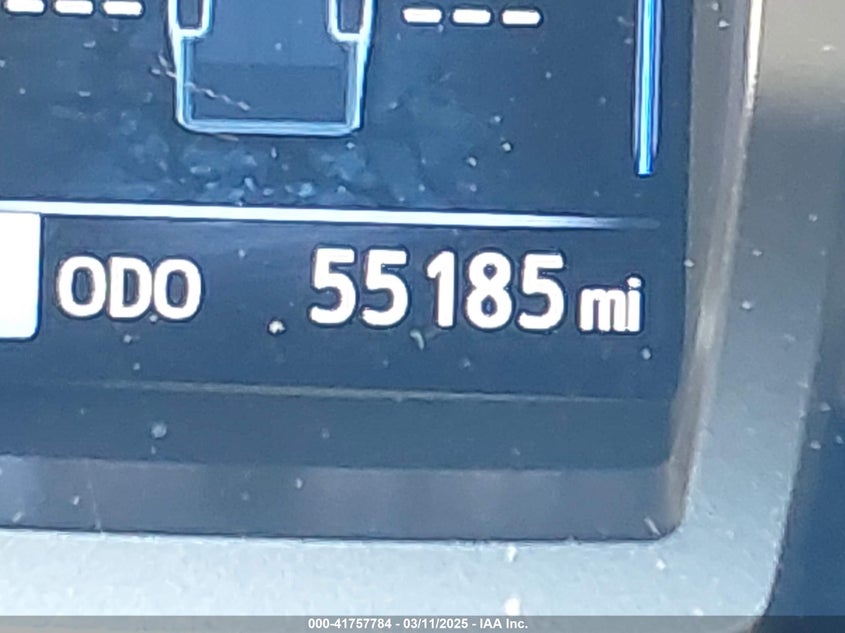 --- ---
ODO 55185 mi
000-41757784 - 03/11/2025 - IAA Inc.